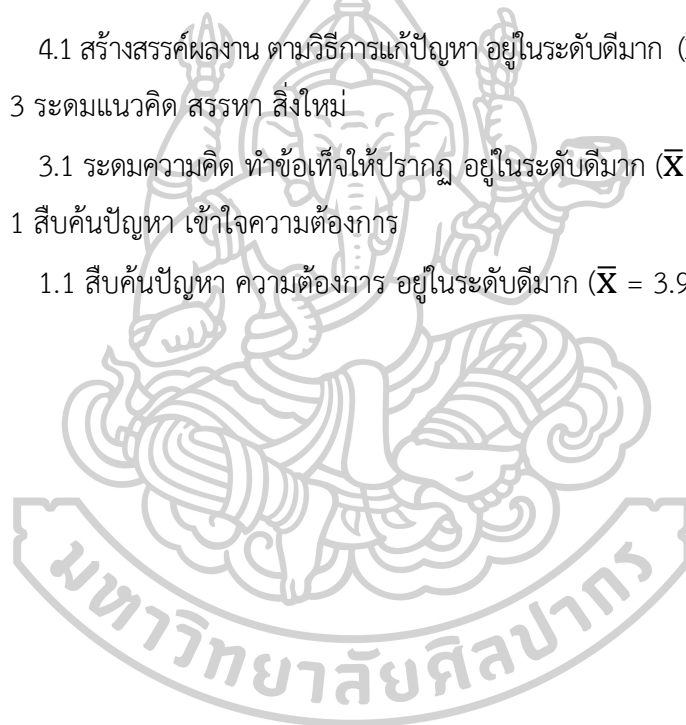 4.1 สร้างสรรค์ผลงาน ตามวิธีการแก้ปัญหา อยู่ในระดับดีมาก (
3 ระดมแนวคิด สรรหา สิ่งใหม่
3.1 ระดมความคิด ทำข้อเท็จให้ปรากฏ อยู่ในระดับดีมาก (X̅
1 สืบค้นปัญหา เข้าใจความต้องการ
1.1 สืบค้นปัญหา ความต้องการ อยู่ในระดับดีมาก (X̅ = 3.9
มหาวิทยาลัยศิลปากร